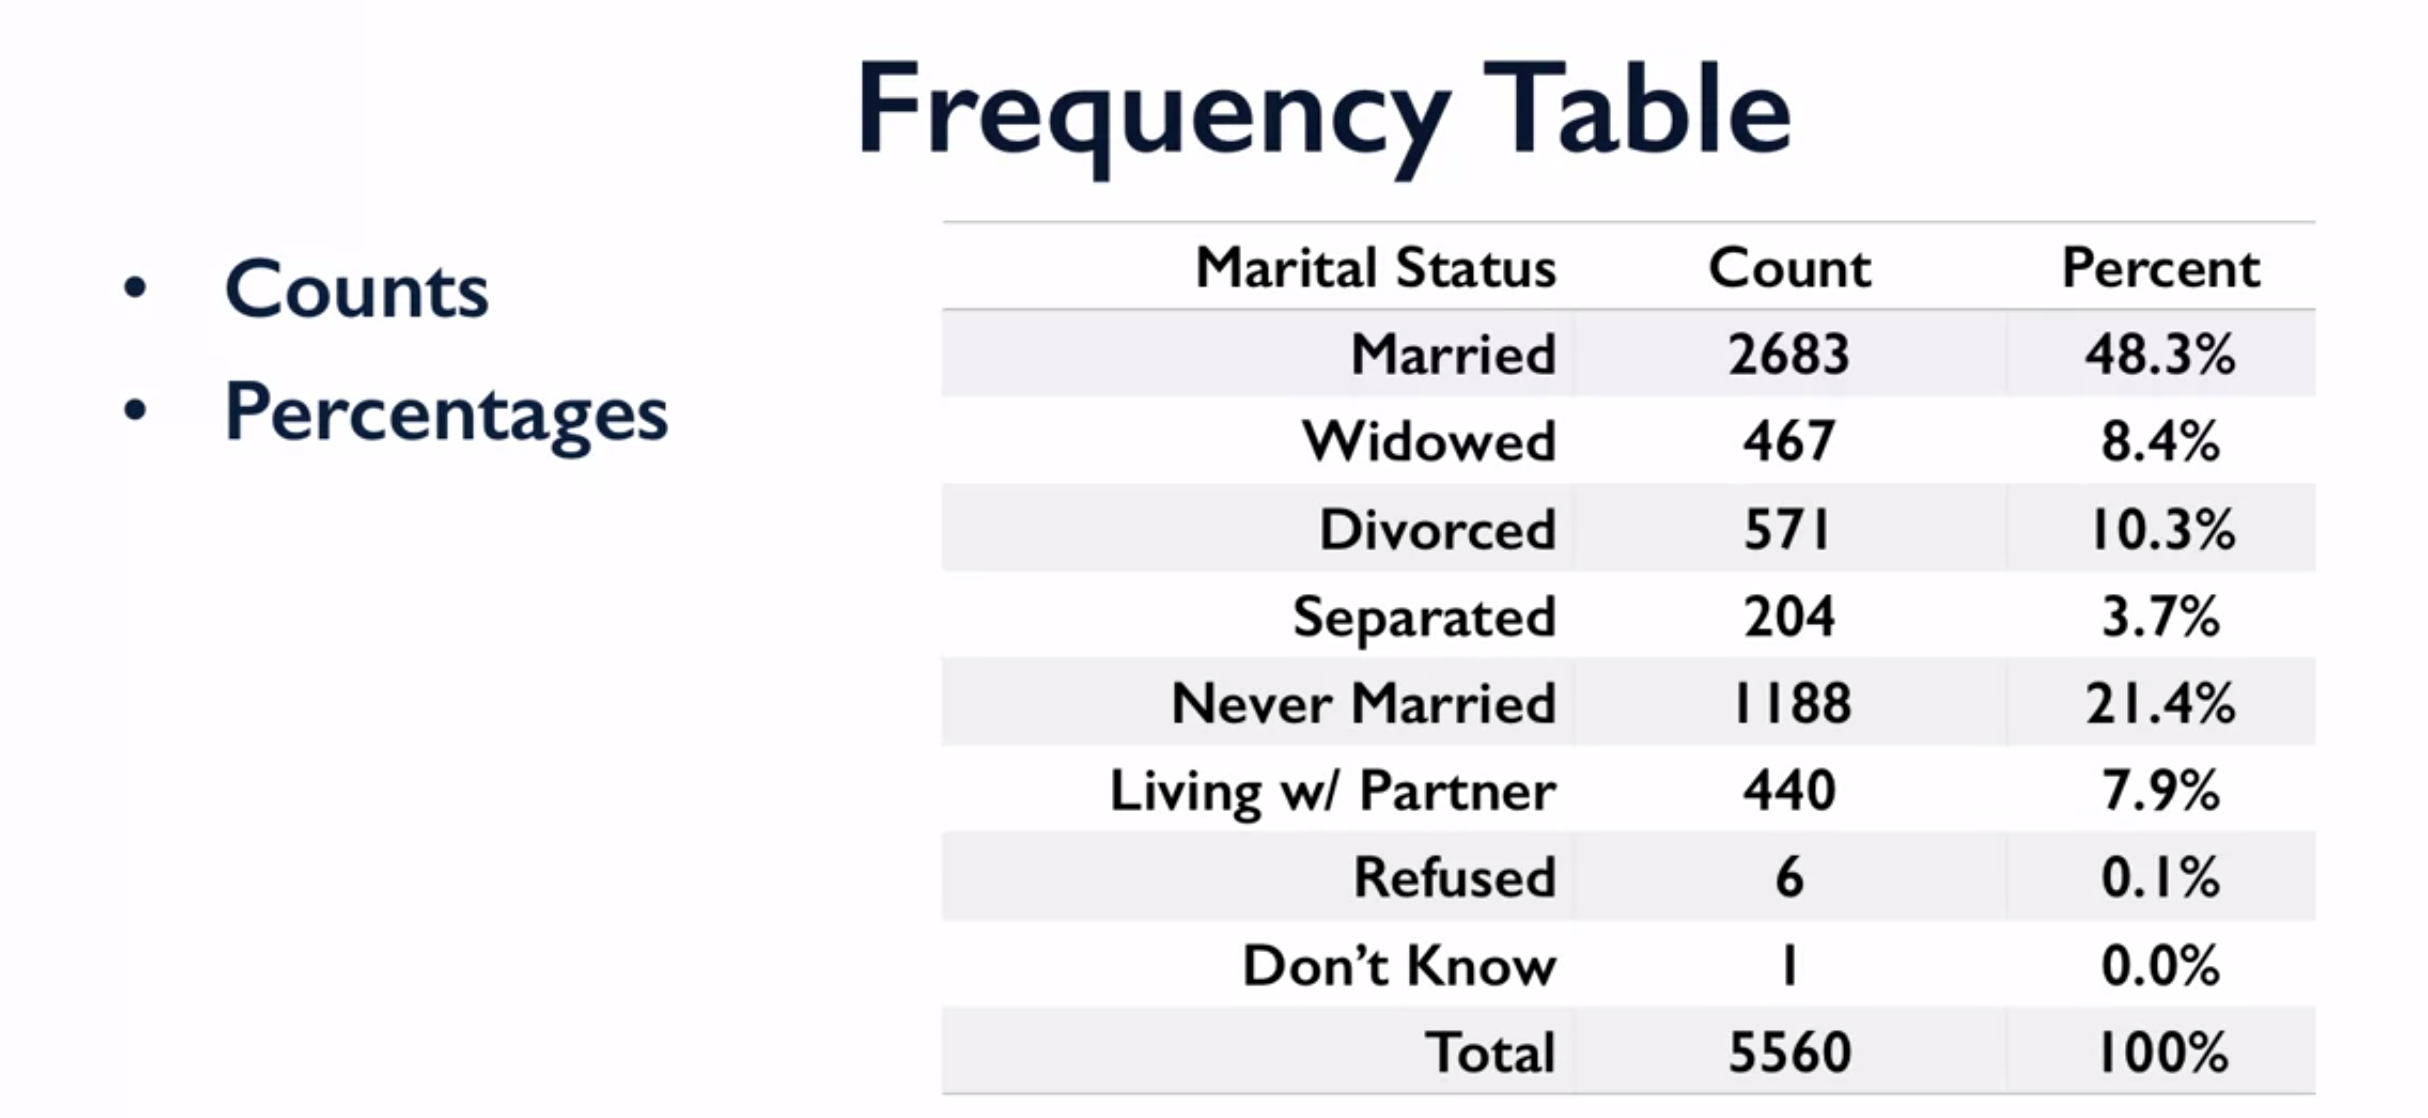 Frequency Table
• Counts
• Percentages
Marital Status Count Percent
Married 2683 48.3%
Widowed 467 8.4%
Divorced 571 10.3%
Separated 204 3.7%
Never Married 1188 21.4%
Living w/ Partner 440 7.9%
Refused 6 0.1%
Don’t Know 1 0.0%
Total 5560 100%